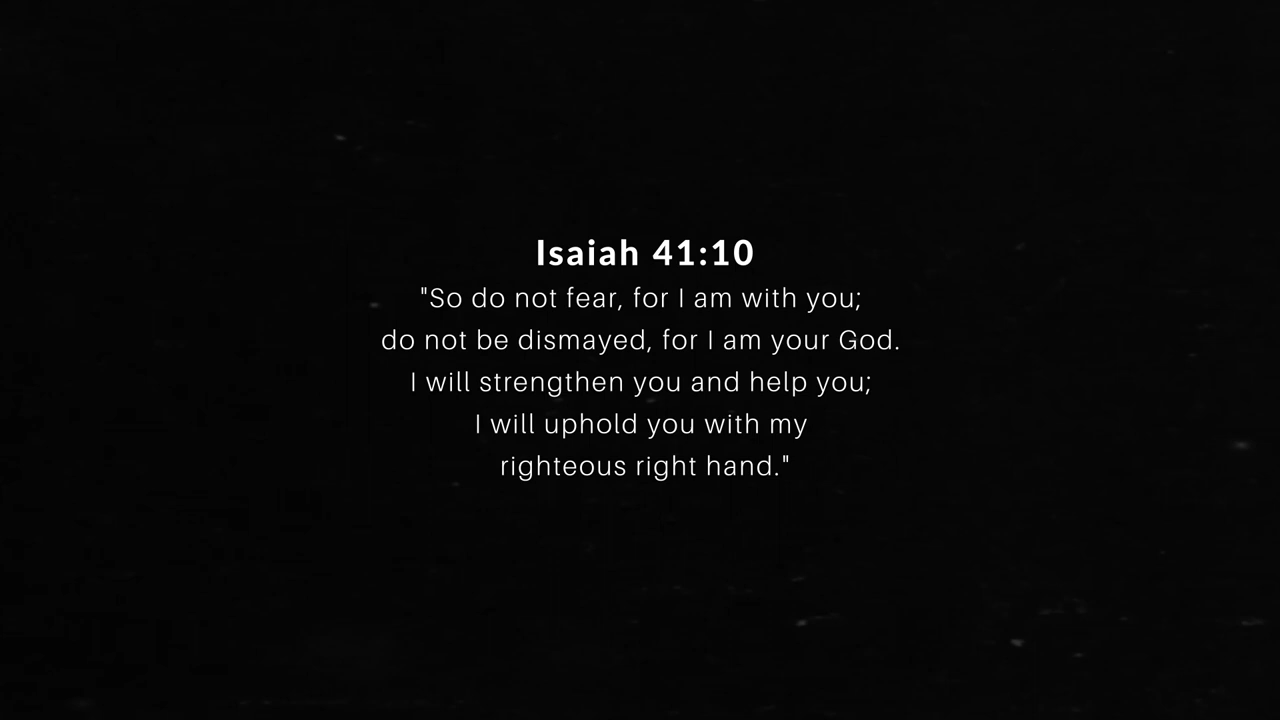 Isaiah 41:10
"So do not fear, for I am with you;
do not be dismayed, for I am your God.
I will strengthen you and help you;
I will uphold you with my
righteous right hand."